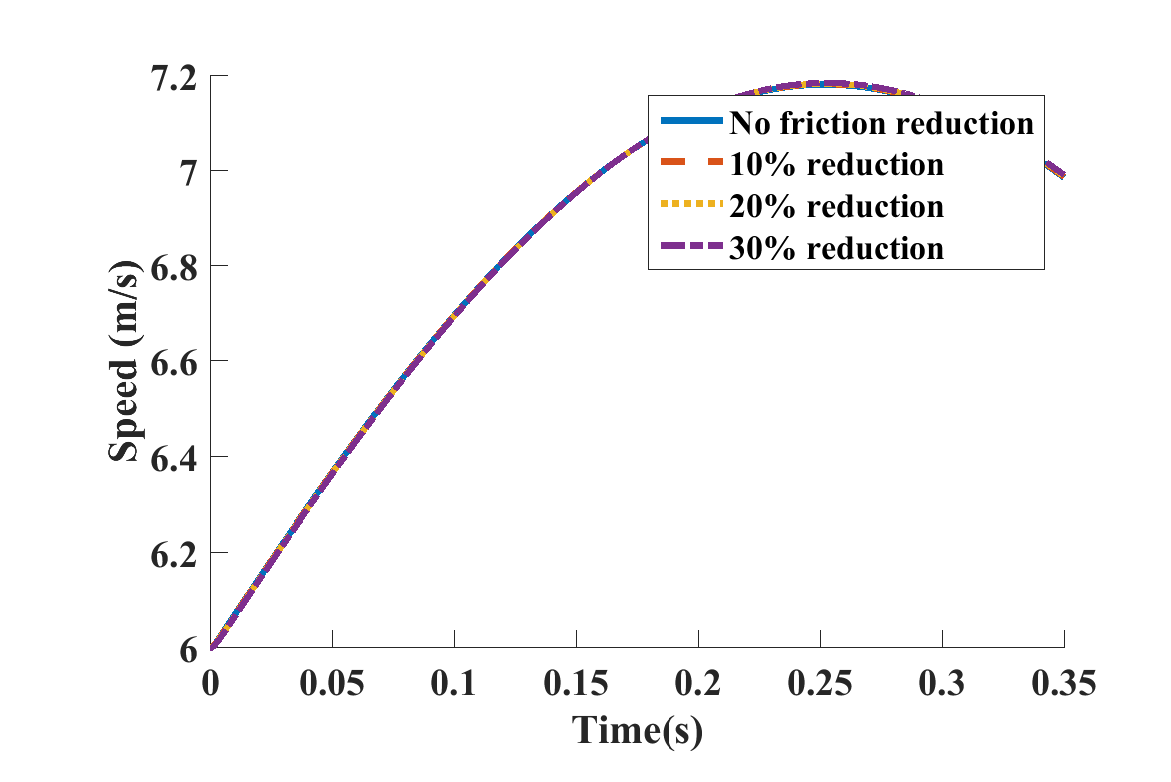 7.2
7
6.8
6.6
6.4
6.2
6
Speed (m/s)
No friction reduction
10% reduction
20% reduction
30% reduction
0 0.05 0.1 0.15 0.2 0.25 0.3 0.35
Time(s)